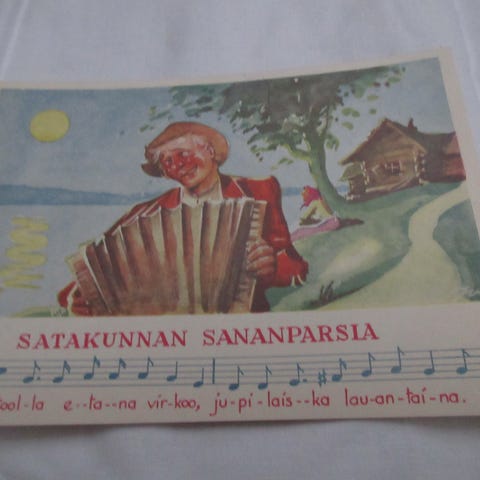 SATAKUNNAN SANANPARSIA
ool-la e--ta--na vir-koo, ju-pi-lais--ka lau-an-tai-na.